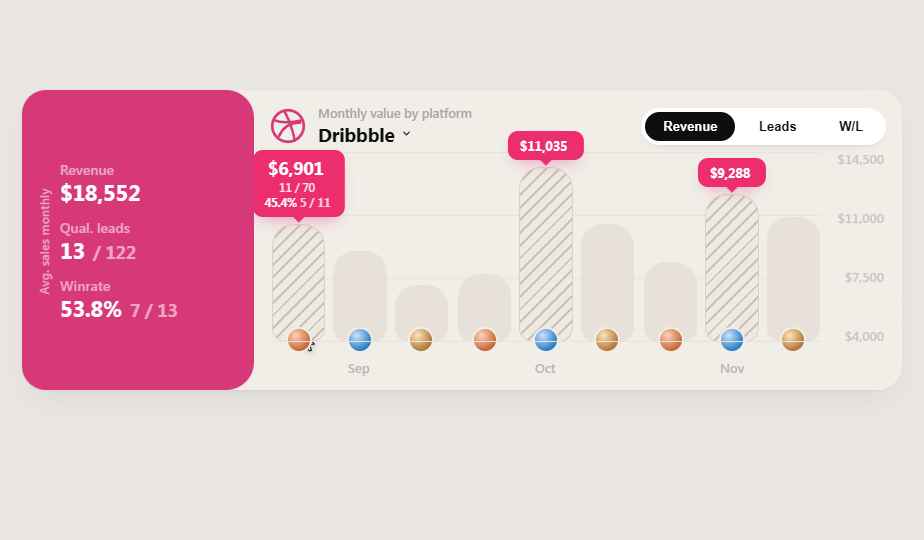 Avg. sales monthly
Revenue
$18,552
Qual. leads
13 / 122
Winrate
53.8% 7 / 13
Monthly value by platform
Dribbble
Revenue
Leads
W/L
$6,901
11 / 70
45.4% 5 / 11
$11,035
$9,288
$14,500
$11,000
$7,500
$4,000
Sep
Oct
Nov